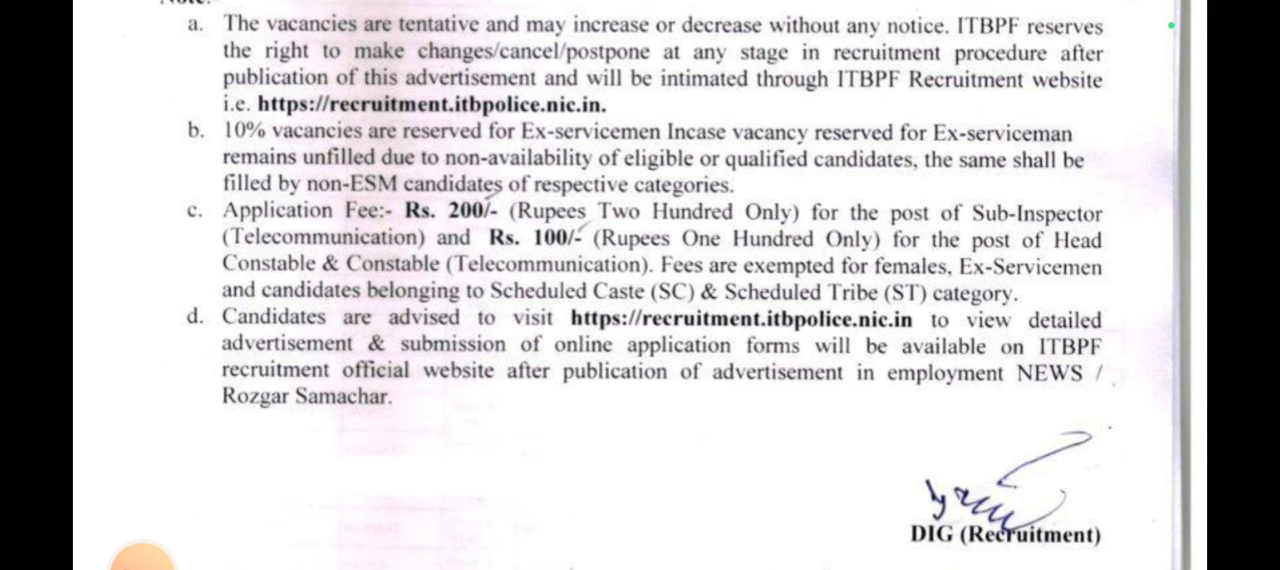 Note:-
a. The vacancies are tentative and may increase or decrease without any notice. ITBPF reserves
the right to make changes/cancel/postpone at any stage in recruitment procedure after
publication of this advertisement and will be intimated through ITBPF Recruitment website
i.e. https://recruitment.itbpolice.nic.in.
b. 10% vacancies are reserved for Ex-servicemen Incase vacancy reserved for Ex-serviceman
remains unfilled due to non-availability of eligible or qualified candidates, the same shall be
filled by non-ESM candidates of respective categories.
c. Application Fee:- Rs. 200/- (Rupees Two Hundred Only) for the post of Sub-Inspector
(Telecommunication) and Rs. 100/- (Rupees One Hundred Only) for the post of Head
Constable & Constable (Telecommunication). Fees are exempted for females, Ex-Servicemen
and candidates belonging to Scheduled Caste (SC) & Scheduled Tribe (ST) category.
d. Candidates are advised to visit https://recruitment.itbpolice.nic.in to view detailed
advertisement & submission of online application forms will be available on ITBPF
recruitment official website after publication of advertisement in employment NEWS /
Rozgar Samachar.
DIG (Recruitment)